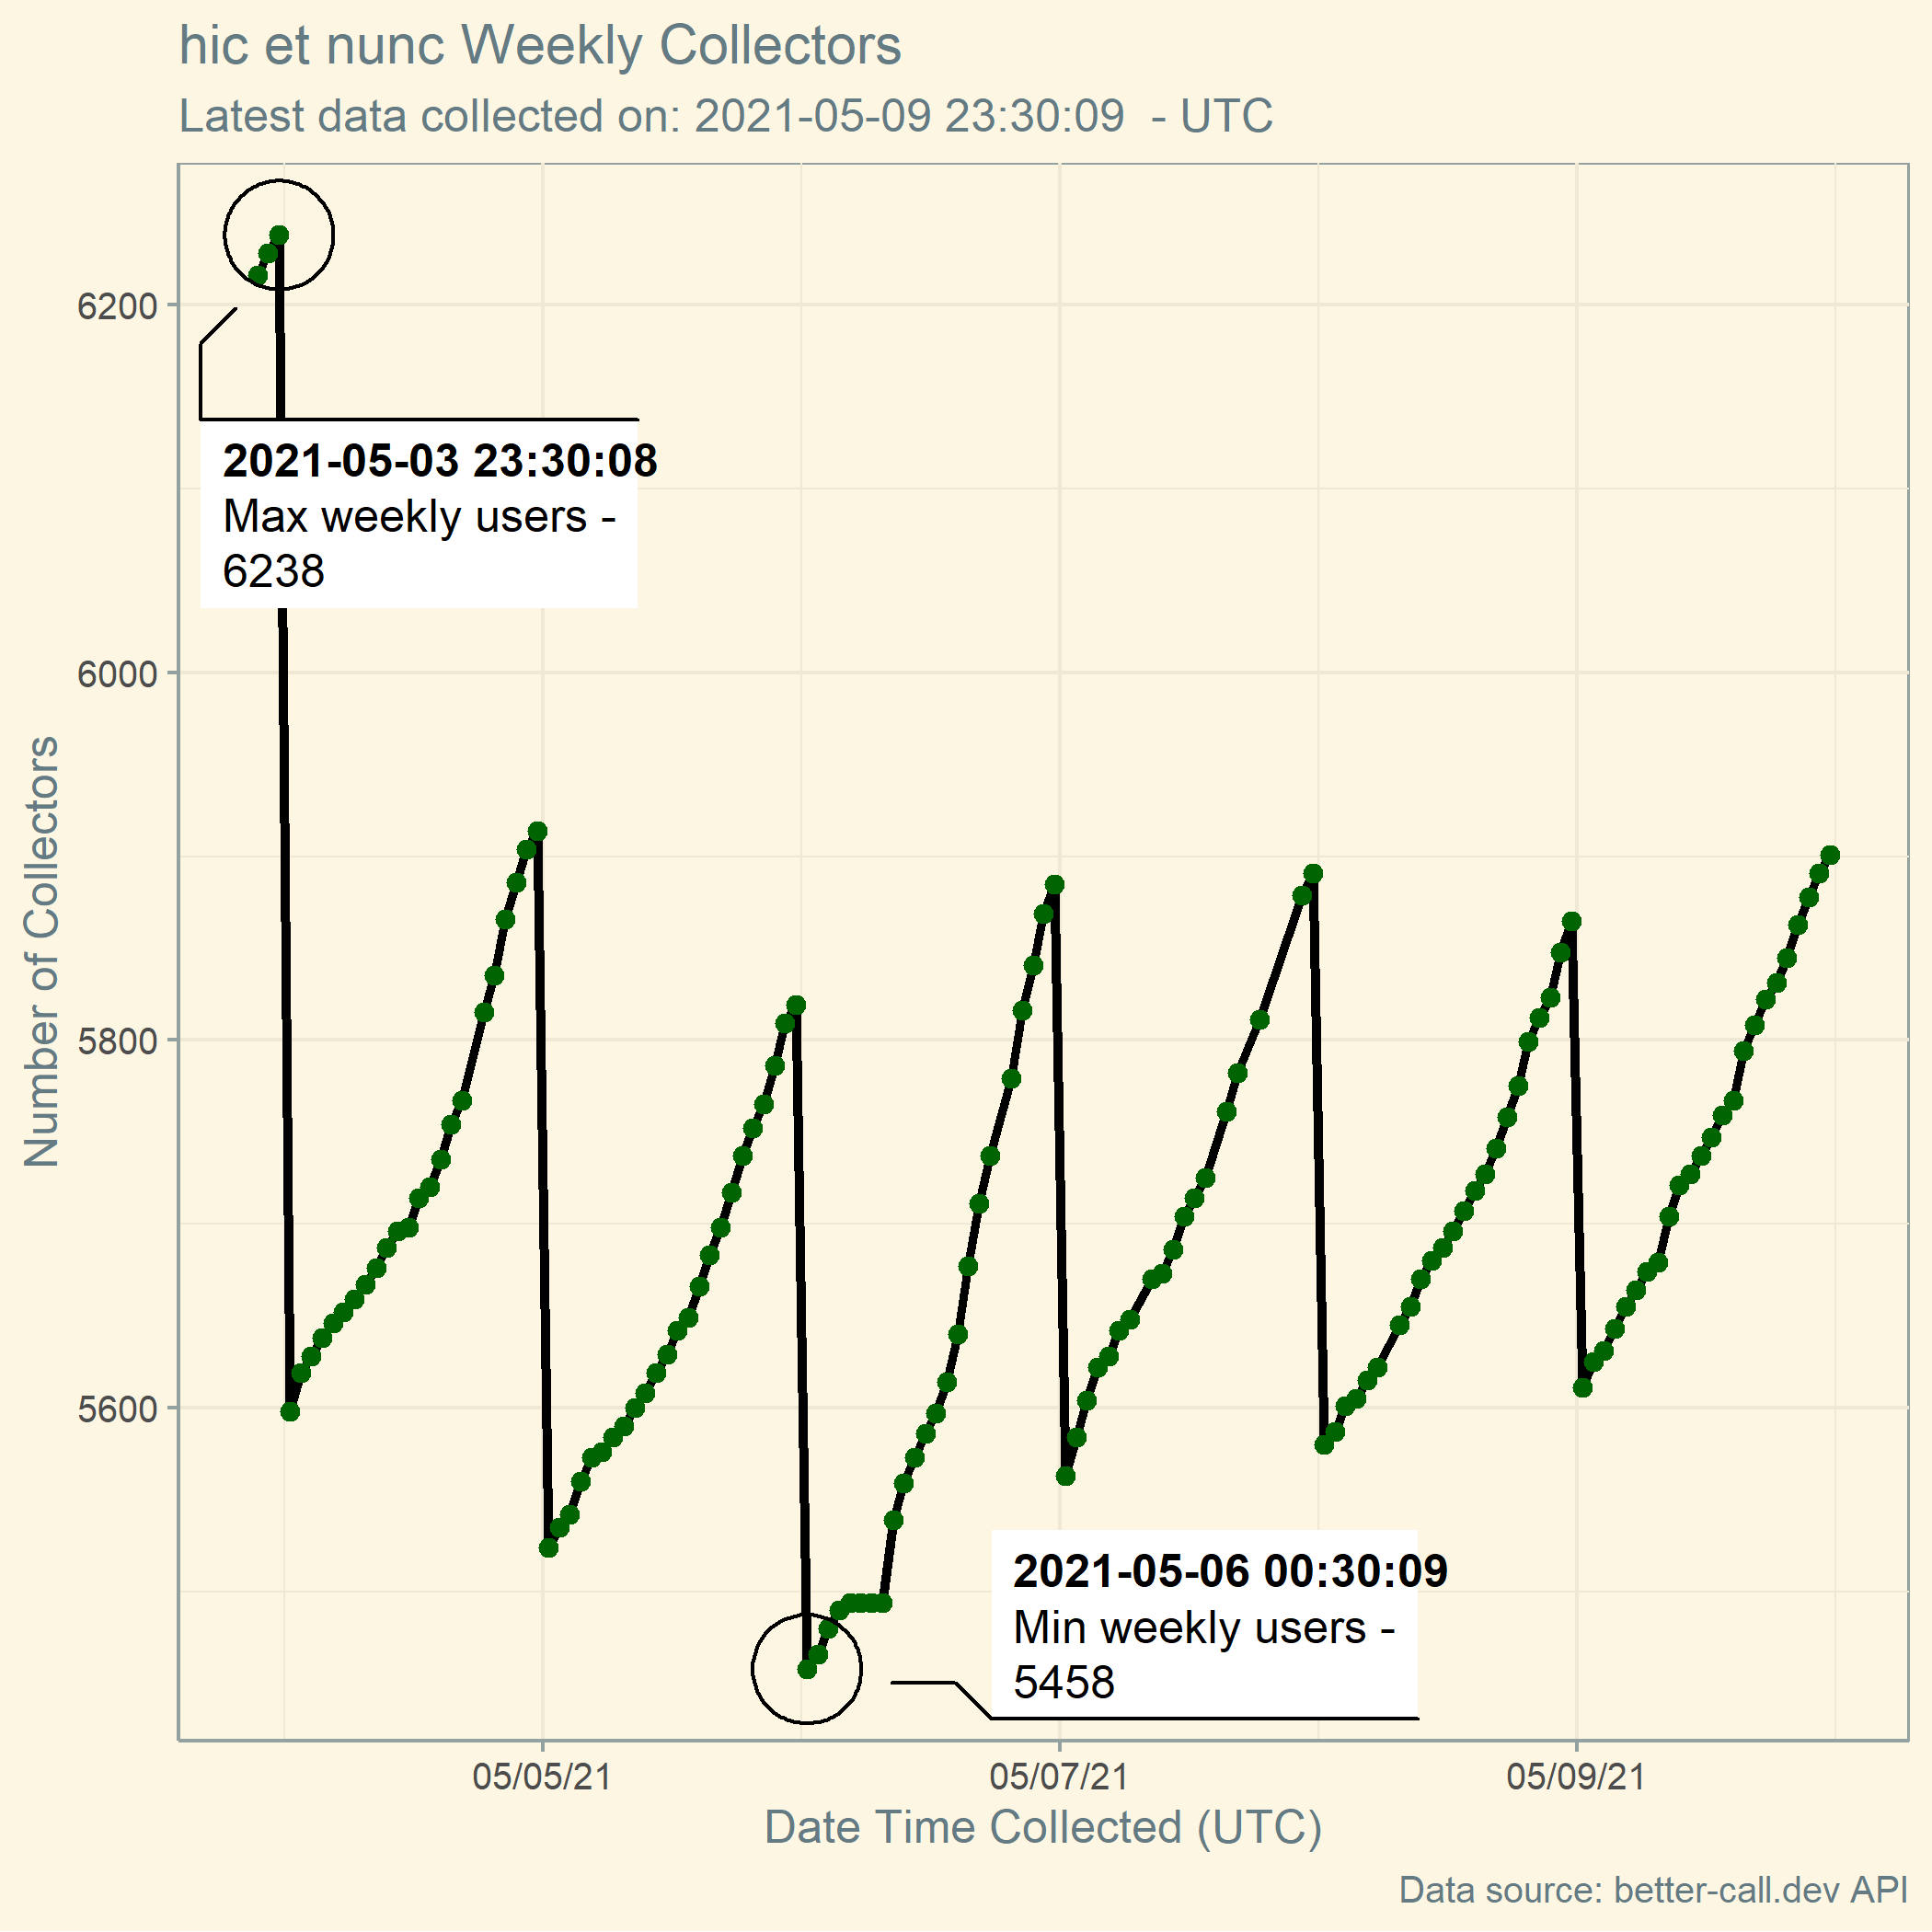 hic et nunc Weekly Collectors
Latest data collected on: 2021-05-09 23:30:09  - UTC
Number of Collectors
6200
6000
5800
5600
2021-05-03 23:30:08
Max weekly users -
6238
2021-05-06 00:30:09
Min weekly users -
5458
05/05/21
05/07/21
05/09/21
Date Time Collected (UTC)
Data source: better-call.dev API